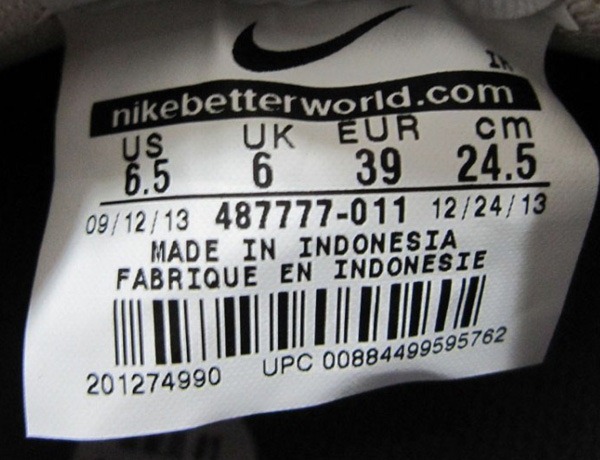 nikebetterworld.com
US UK EUR cm
6.5 6 39 24.5
09/12/13 487777-011 12/24/13
MADE IN INDONESIA
FABRIQUE EN INDONESIE
201274990 UPC 00884499595762